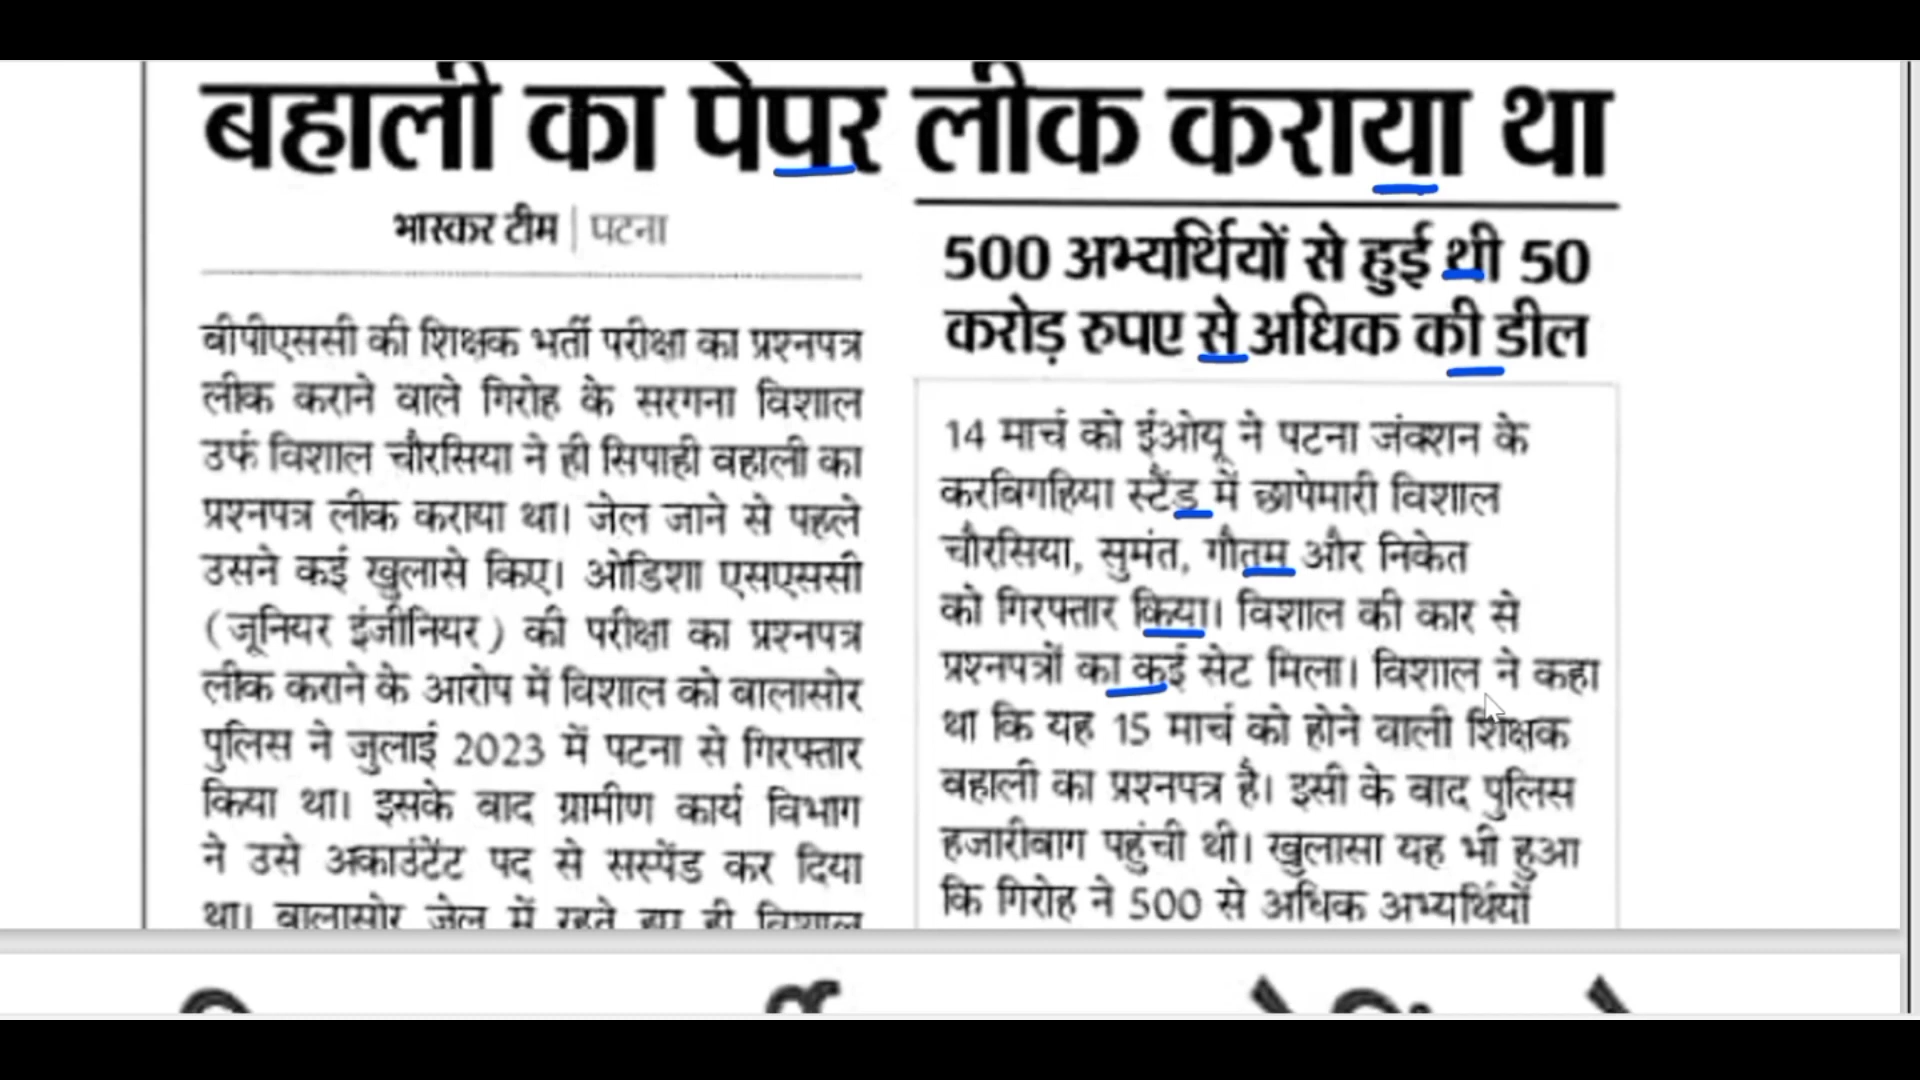 बहाली का पेपर लीक कराया था
भास्कर टीम | पटना
बीपीएससी की शिक्षक भर्ती परीक्षा का प्रश्नपत्र
लीक कराने वाले गिरोह के सरगना विशाल
उर्फ विशाल चौरसिया ने ही सिपाही बहाली का
प्रश्नपत्र लीक कराया था। जेल जाने से पहले
उसने कई खुलासे किए। ओडिशा एसएससी
(जूनियर इंजीनियर) की परीक्षा का प्रश्नपत्र
लीक कराने के आरोप में विशाल को बालासोर
पुलिस ने जुलाई 2023 में पटना से गिरफ्तार
किया था। इसके बाद ग्रामीण कार्य विभाग
ने उसे अकाउंटेंट पद से सस्पेंड कर दिया
था। बालासोर जेल में रहते हुए ही विशाल
500 अभ्यर्थियों से हुई थी 50
करोड़ रुपए से अधिक की डील
14 मार्च को ईओयू ने पटना जंक्शन के
करबिगहिया स्टैंड में छापेमारी विशाल
चौरसिया, सुमंत, गौतम और निकेत
को गिरफ्तार किया। विशाल की कार से
प्रश्नपत्रों का कई सेट मिला। विशाल ने कहा
था कि यह 15 मार्च को होने वाली शिक्षक
बहाली का प्रश्नपत्र है। इसी के बाद पुलिस
हजारीबाग पहुंची थी। खुलासा यह भी हुआ
कि गिरोह ने 500 से अधिक अभ्यर्थियों